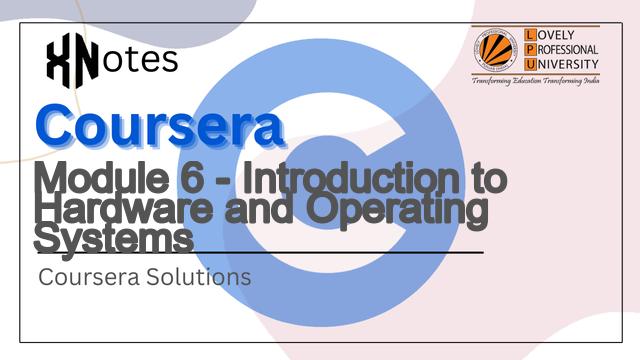 XNotes
LOVELY
PROFESSIONAL
UNIVERSITY
Transforming Education Transforming India
Coursera
Module 6 - Introduction to
Hardware and Operating
Systems
Coursera Solutions